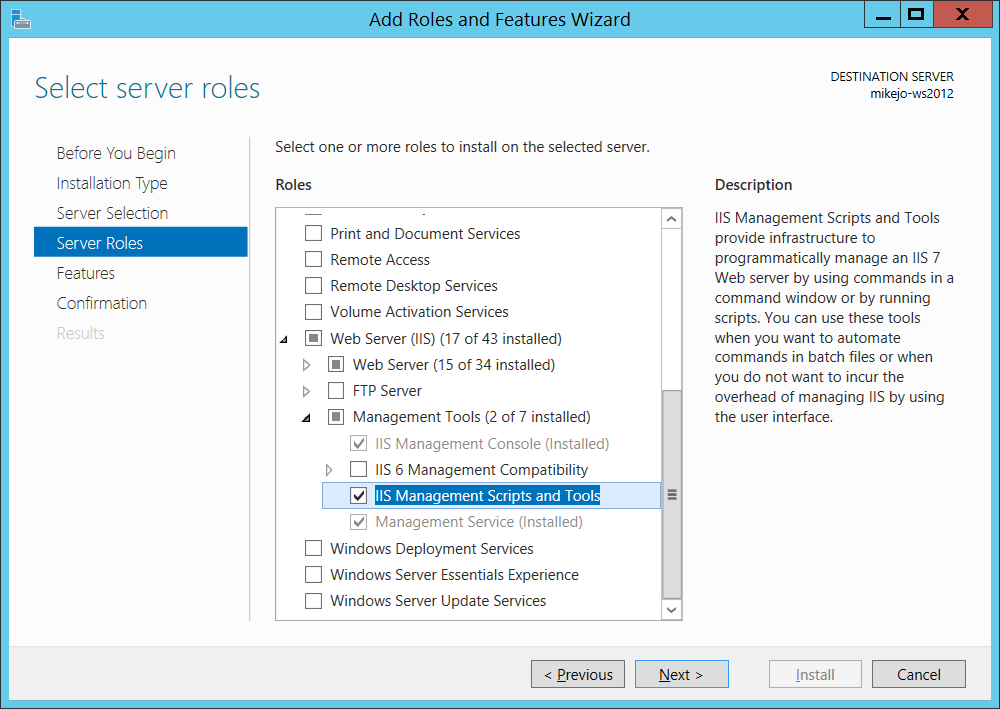 Add Roles and Features Wizard
Select server roles
DESTINATION SERVER
mikejo-ws2012
Before You Begin
Installation Type
Server Selection
Server Roles
Features
Confirmation
Results
Select one or more roles to install on the selected server.
Roles
Print and Document Services
Remote Access
Remote Desktop Services
Volume Activation Services
Web Server (IIS) (17 of 43 installed)
Web Server (15 of 34 installed)
FTP Server
Management Tools (2 of 7 installed)
IIS Management Console (Installed)
IIS 6 Management Compatibility
IIS Management Scripts and Tools
Management Service (Installed)
Windows Deployment Services
Windows Server Essentials Experience
Windows Server Update Services
Description
IIS Management Scripts and Tools
provide infrastructure to
programmatically manage an IIS 7
Web server by using commands in a
command window or by running
scripts. You can use these tools
when you want to automate
commands in batch files or when
you do not want to incur the
overhead of managing IIS by using
the user interface.
< Previous
Next >
Install
Cancel